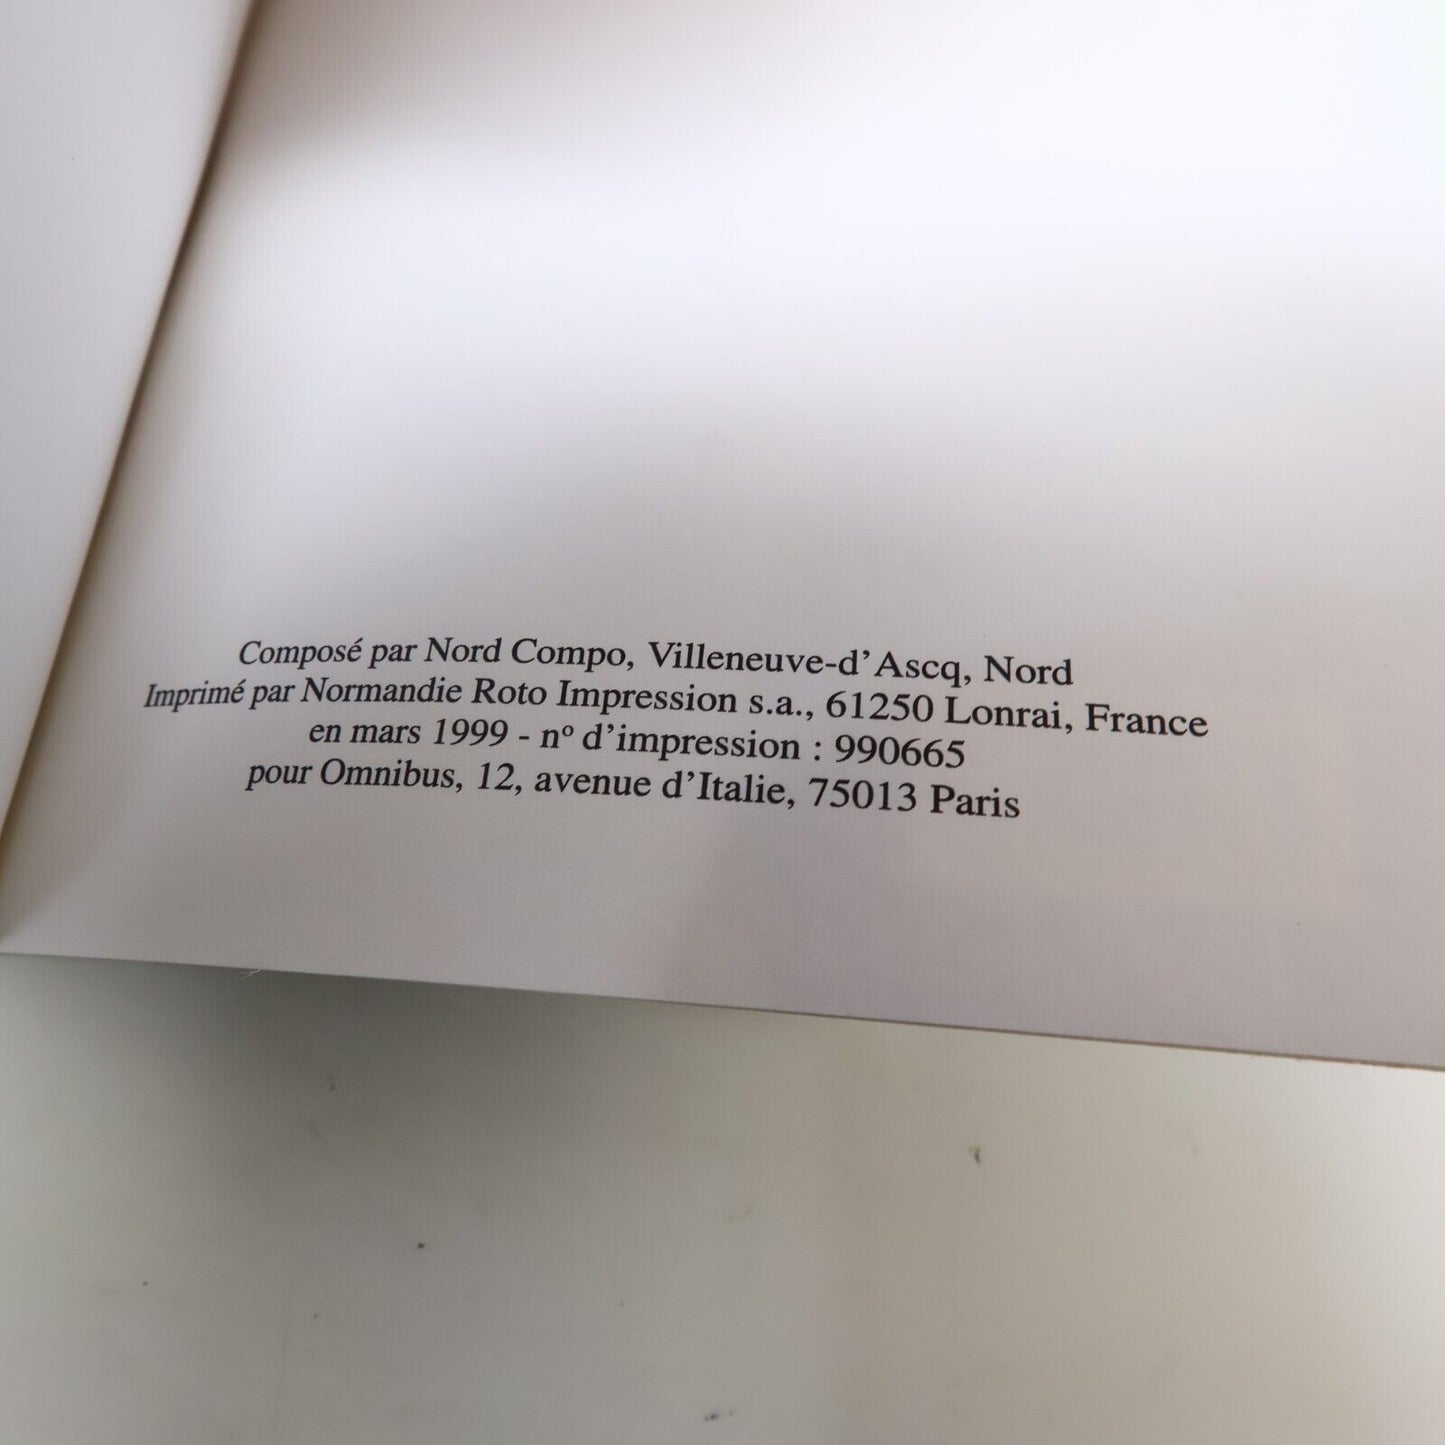 Composé par Nord Compo, Villeneuve-d'Ascq, Nord
Imprimé par Normandie Roto Impression s.a., 61250 Lonrai, France
en mars 1999 - nº d'impression : 990665
pour Omnibus, 12, avenue d'Italie, 75013 Paris